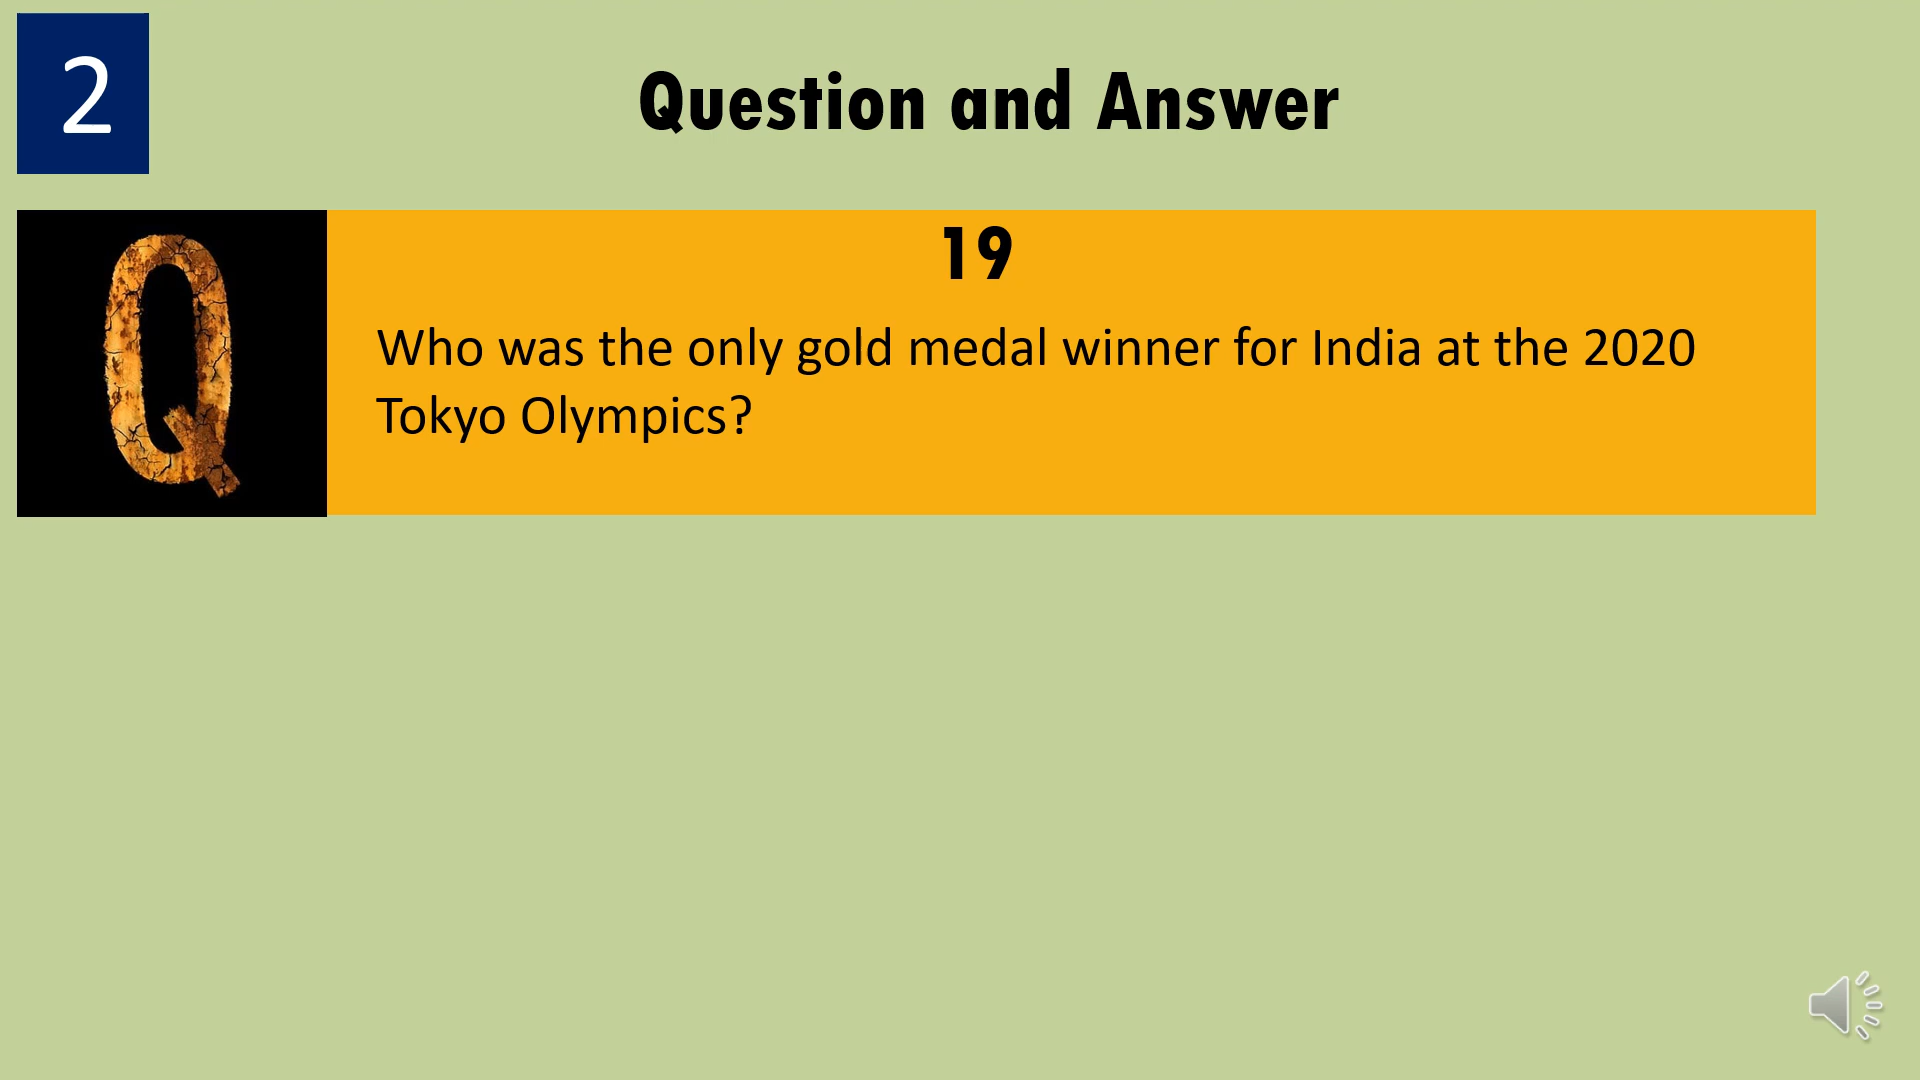 2
Question and Answer
Q
19
Who was the only gold medal winner for India at the 2020
Tokyo Olympics?